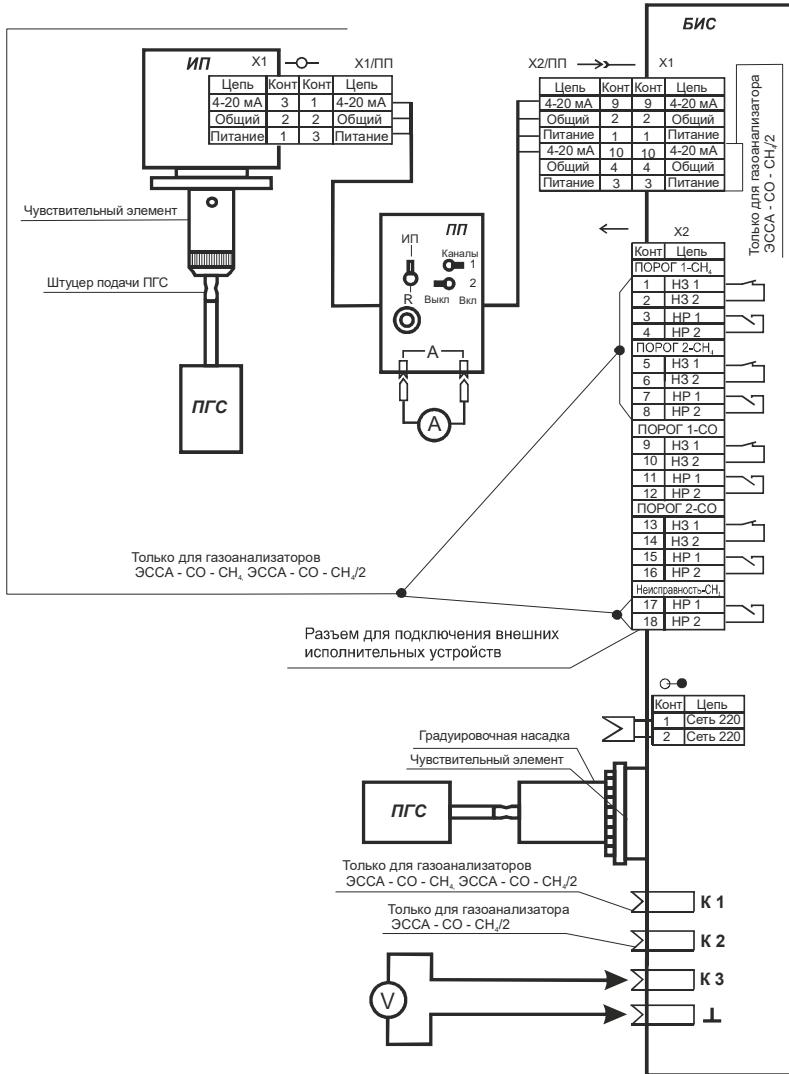 БИС
ИП X1 X1/ПП
Цепь Конт Конт Цепь
4-20 мА 3 1 4-20 мА
Общий 2 2 Общий
Питание 1 3 Питание
X2/ПП X1
Цепь Конт Конт Цепь
4-20 мА 9 9 4-20 мА
Общий 2 2 Общий
Питание 1 1 Питание
4-20 мА 10 10 4-20 мА
Общий 4 4 Общий
Питание 3 3 Питание
Только для газоанализатора
ЭССА - СО - СН₄/2
Чувствительный элемент
Штуцер подачи ПГС
ПГС
ПП
ИП
Каналы
1
2
R Выкл Вкл
А
А
X2
Конт Цепь
ПОРОГ 1-СН₄
1 НЗ 1
2 НЗ 2
3 НР 1
4 НР 2
ПОРОГ 2-СН₄
5 НЗ 1
6 НЗ 2
7 НР 1
8 НР 2
ПОРОГ 1-СО
9 НЗ 1
10 НЗ 2
11 НР 1
12 НР 2
ПОРОГ 2-СО
13 НЗ 1
14 НЗ 2
15 НР 1
16 НР 2
Неисправность-СН₄
17 НР 1
18 НР 2
Только для газоанализаторов
ЭССА - СО - СН₄, ЭССА - СО - СН₄/2
Разъем для подключения внешних
исполнительных устройств
Конт Цепь
1 Сеть 220
2 Сеть 220
Градуировочная насадка
Чувствительный элемент
ПГС
Только для газоанализаторов
ЭССА - СО - СН₄, ЭССА - СО - СН₄/2
К 1
Только для газоанализатора
ЭССА - СО - СН₄/2
К 2
К 3
V
⊥